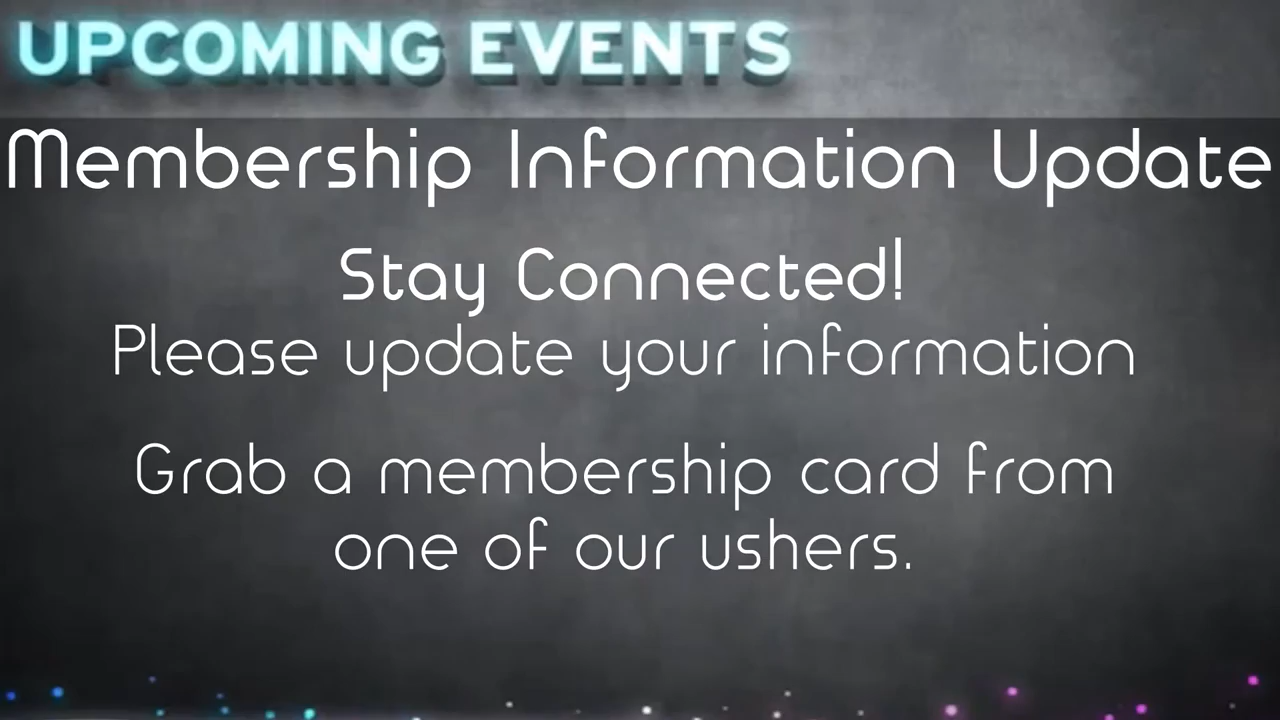 UPCOMING EVENTS
Membership Information Update
Stay Connected!
Please update your information
Grab a membership card from
one of our ushers.